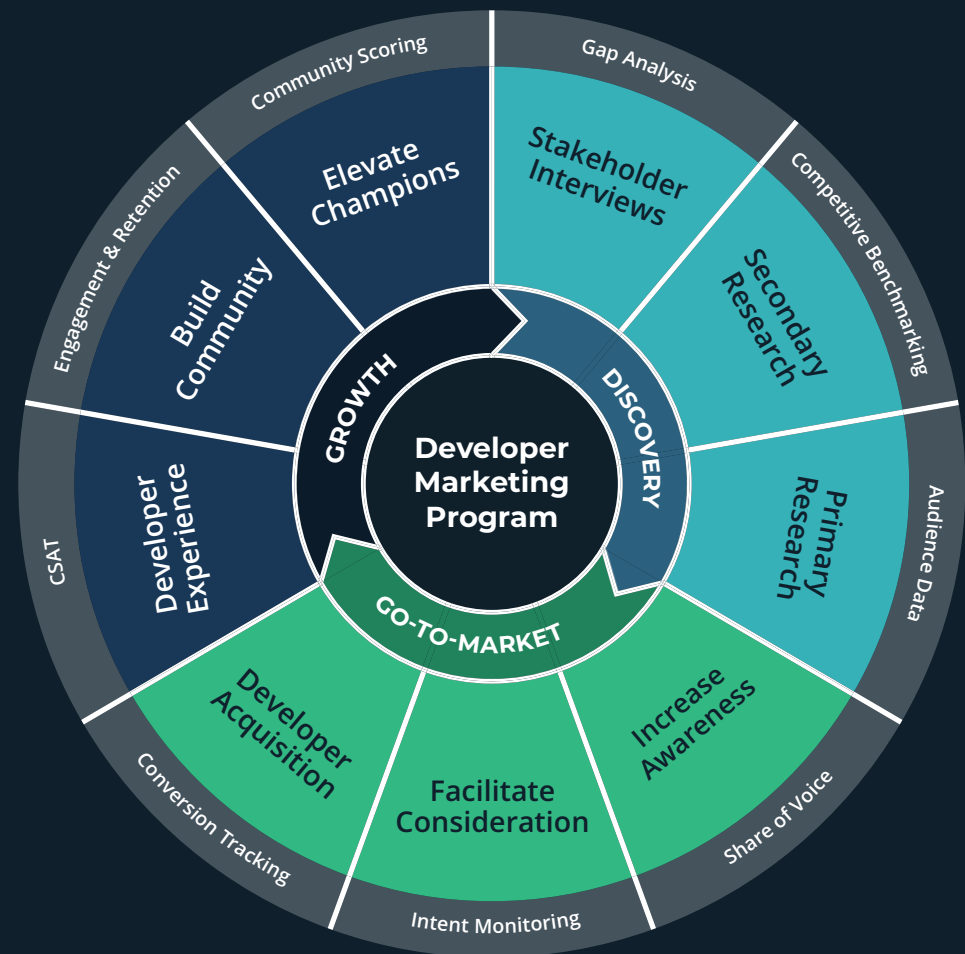 Developer
Marketing
Program
DISCOVERY
GO-TO-MARKET
GROWTH
Gap Analysis
Stakeholder
Interviews
Competitive Benchmarking
Secondary
Research
Audience Data
Primary
Research
Share of Voice
Increase
Awareness
Intent Monitoring
Facilitate
Consideration
Conversion Tracking
Developer
Acquisition
CSAT
Developer
Experience
Engagement & Retention
Build
Community
Community Scoring
Elevate
Champions